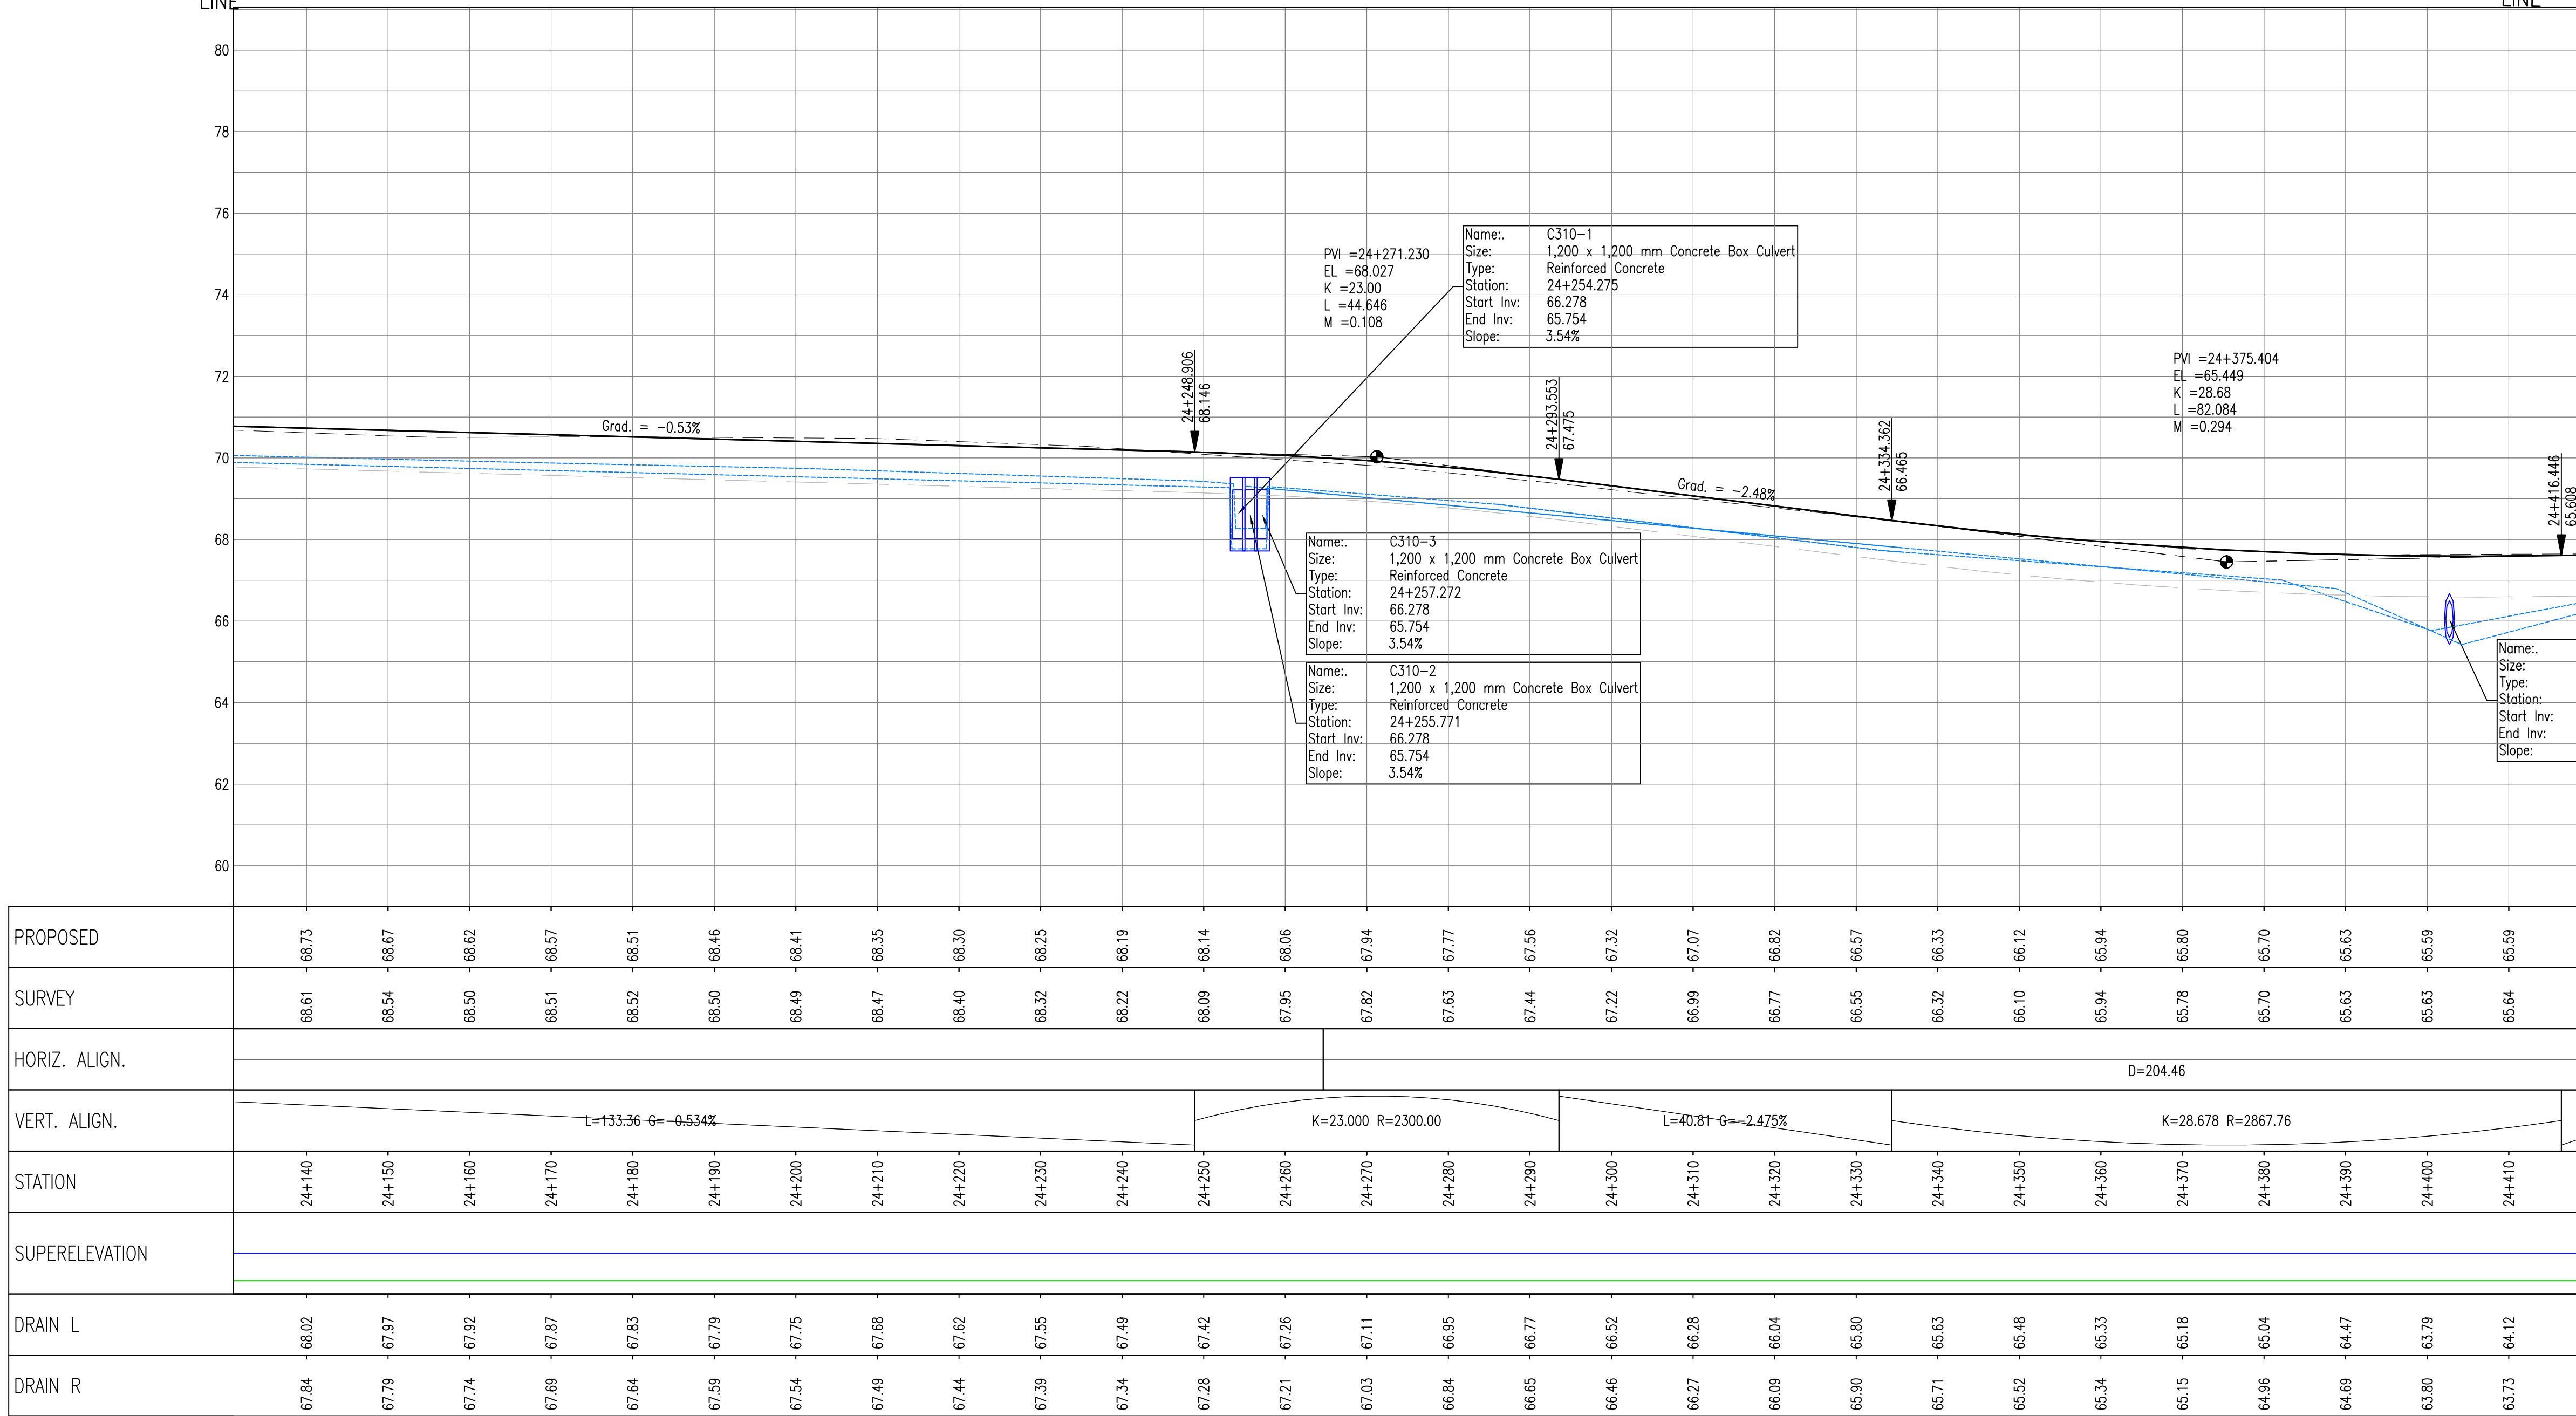 LINE
LINE
80
78
76
74
72
70
68
66
64
62
60
PVI =24+271.230
EL =68.027
K =23.00
L =44.646
M =0.108
Name:. C310-1
Size: 1,200 x 1,200 mm Concrete Box Culvert
Type: Reinforced Concrete
Station: 24+254.275
Start Inv: 66.278
End Inv: 65.754
Slope: 3.54%
PVI =24+375.404
EL =65.449
K =28.68
L =82.084
M =0.294
24+248.906
68.146
24+293.553
67.475
24+334.362
66.465
24+416.446
65.608
Grad. = -0.53%
Grad. = -2.48%
Name:. C310-3
Size: 1,200 x 1,200 mm Concrete Box Culvert
Type: Reinforced Concrete
Station: 24+257.272
Start Inv: 66.278
End Inv: 65.754
Slope: 3.54%
Name:. C310-2
Size: 1,200 x 1,200 mm Concrete Box Culvert
Type: Reinforced Concrete
Station: 24+255.771
Start Inv: 66.278
End Inv: 65.754
Slope: 3.54%
Name:.
Size:
Type:
Station:
Start Inv:
End Inv:
Slope:
PROPOSED 68.73 68.67 68.62 68.57 68.51 68.46 68.41 68.35 68.30 68.25 68.19 68.14 68.06 67.94 67.77 67.56 67.32 67.07 66.82 66.57 66.33 66.12 65.94 65.80 65.70 65.63 65.59 65.59
SURVEY 68.61 68.54 68.50 68.51 68.52 68.50 68.49 68.47 68.40 68.32 68.22 68.09 67.95 67.82 67.63 67.44 67.22 66.99 66.77 66.55 66.32 66.10 65.94 65.78 65.70 65.63 65.63 65.64
HORIZ. ALIGN. D=204.46
VERT. ALIGN. L=133.36 G=-0.534% K=23.000 R=2300.00 L=40.81 G=-2.475% K=28.678 R=2867.76
STATION 24+140 24+150 24+160 24+170 24+180 24+190 24+200 24+210 24+220 24+230 24+240 24+250 24+260 24+270 24+280 24+290 24+300 24+310 24+320 24+330 24+340 24+350 24+360 24+370 24+380 24+390 24+400 24+410
SUPERELEVATION
DRAIN L 68.02 67.97 67.92 67.87 67.83 67.79 67.75 67.68 67.62 67.55 67.49 67.42 67.26 67.11 66.95 66.77 66.52 66.28 66.04 65.80 65.63 65.48 65.33 65.18 65.04 64.47 63.79 64.12
DRAIN R 67.84 67.79 67.74 67.69 67.64 67.59 67.54 67.49 67.44 67.39 67.34 67.28 67.21 67.03 66.84 66.65 66.46 66.27 66.09 65.90 65.71 65.52 65.34 65.15 64.96 64.69 63.80 63.73